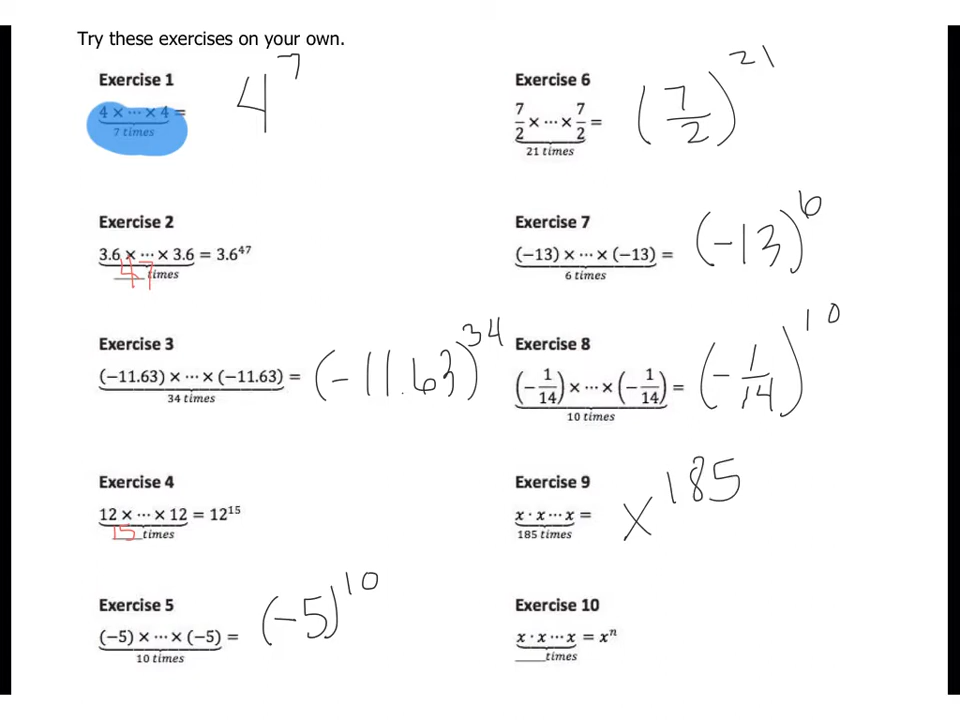 Try these exercises on your own.
Exercise 1
4 × ··· × 4 =
7 times
4^7
Exercise 2
3.6 × ··· × 3.6 = 3.6^47
47 times
Exercise 3
(−11.63) × ··· × (−11.63) =
34 times
(-11.63)^34
Exercise 4
12 × ··· × 12 = 12^15
15 times
Exercise 5
(−5) × ··· × (−5) =
10 times
(-5)^10
Exercise 6
7/2 × ··· × 7/2 =
21 times
(7/2)^21
Exercise 7
(−13) × ··· × (−13) =
6 times
(-13)^6
Exercise 8
(−1/14) × ··· × (−1/14) =
10 times
(-1/14)^10
Exercise 9
x · x ··· x =
185 times
x^185
Exercise 10
x · x ··· x = x^n
___times